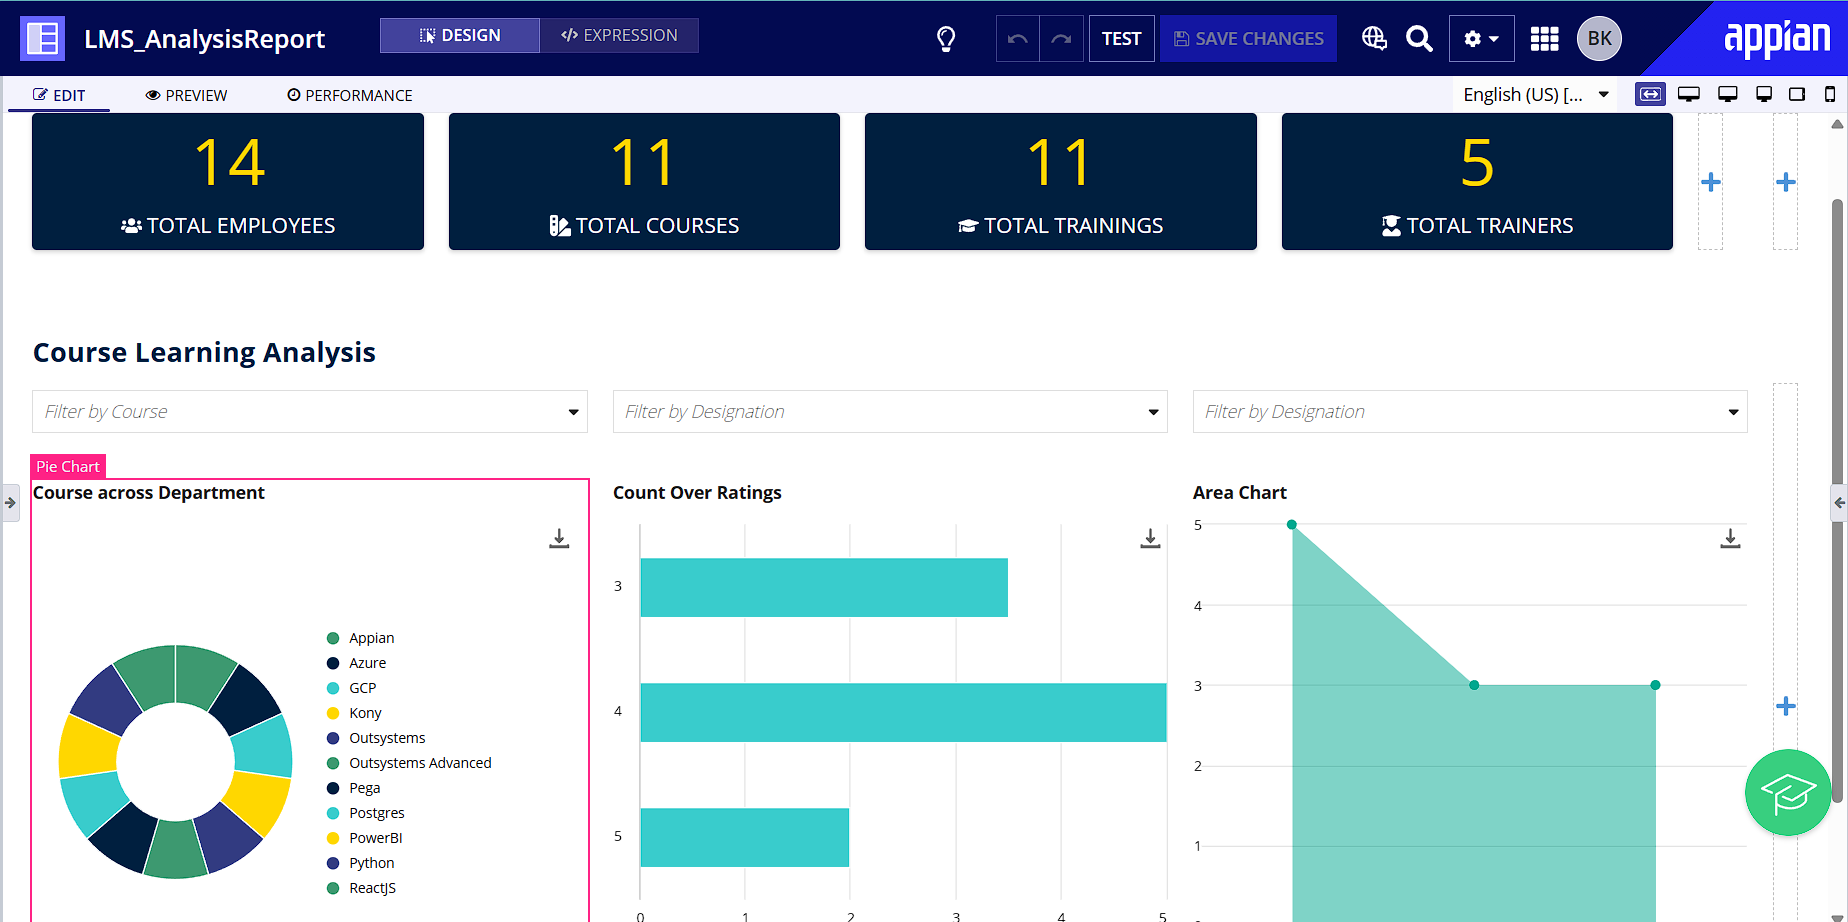 LMS_AnalysisReport
DESIGN
</> EXPRESSION
TEST
SAVE CHANGES
BK
appian
EDIT
PREVIEW
PERFORMANCE
English (US) [...
14
TOTAL EMPLOYEES
11
TOTAL COURSES
11
TOTAL TRAININGS
5
TOTAL TRAINERS
Course Learning Analysis
Filter by Course
Filter by Designation
Filter by Designation
Pie Chart
Course across Department
Appian
Azure
GCP
Kony
Outsystems
Outsystems Advanced
Pega
Postgres
PowerBI
Python
ReactJS
Count Over Ratings
3
4
5
0 1 2 3 4 5
Area Chart
5
4
3
2
1